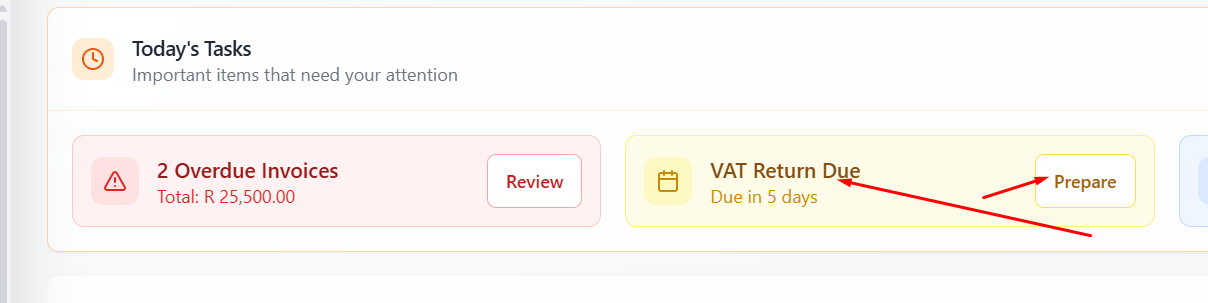 Today's Tasks
Important items that need your attention
2 Overdue Invoices
Total: R 25,500.00
Review
VAT Return Due
Due in 5 days
Prepare